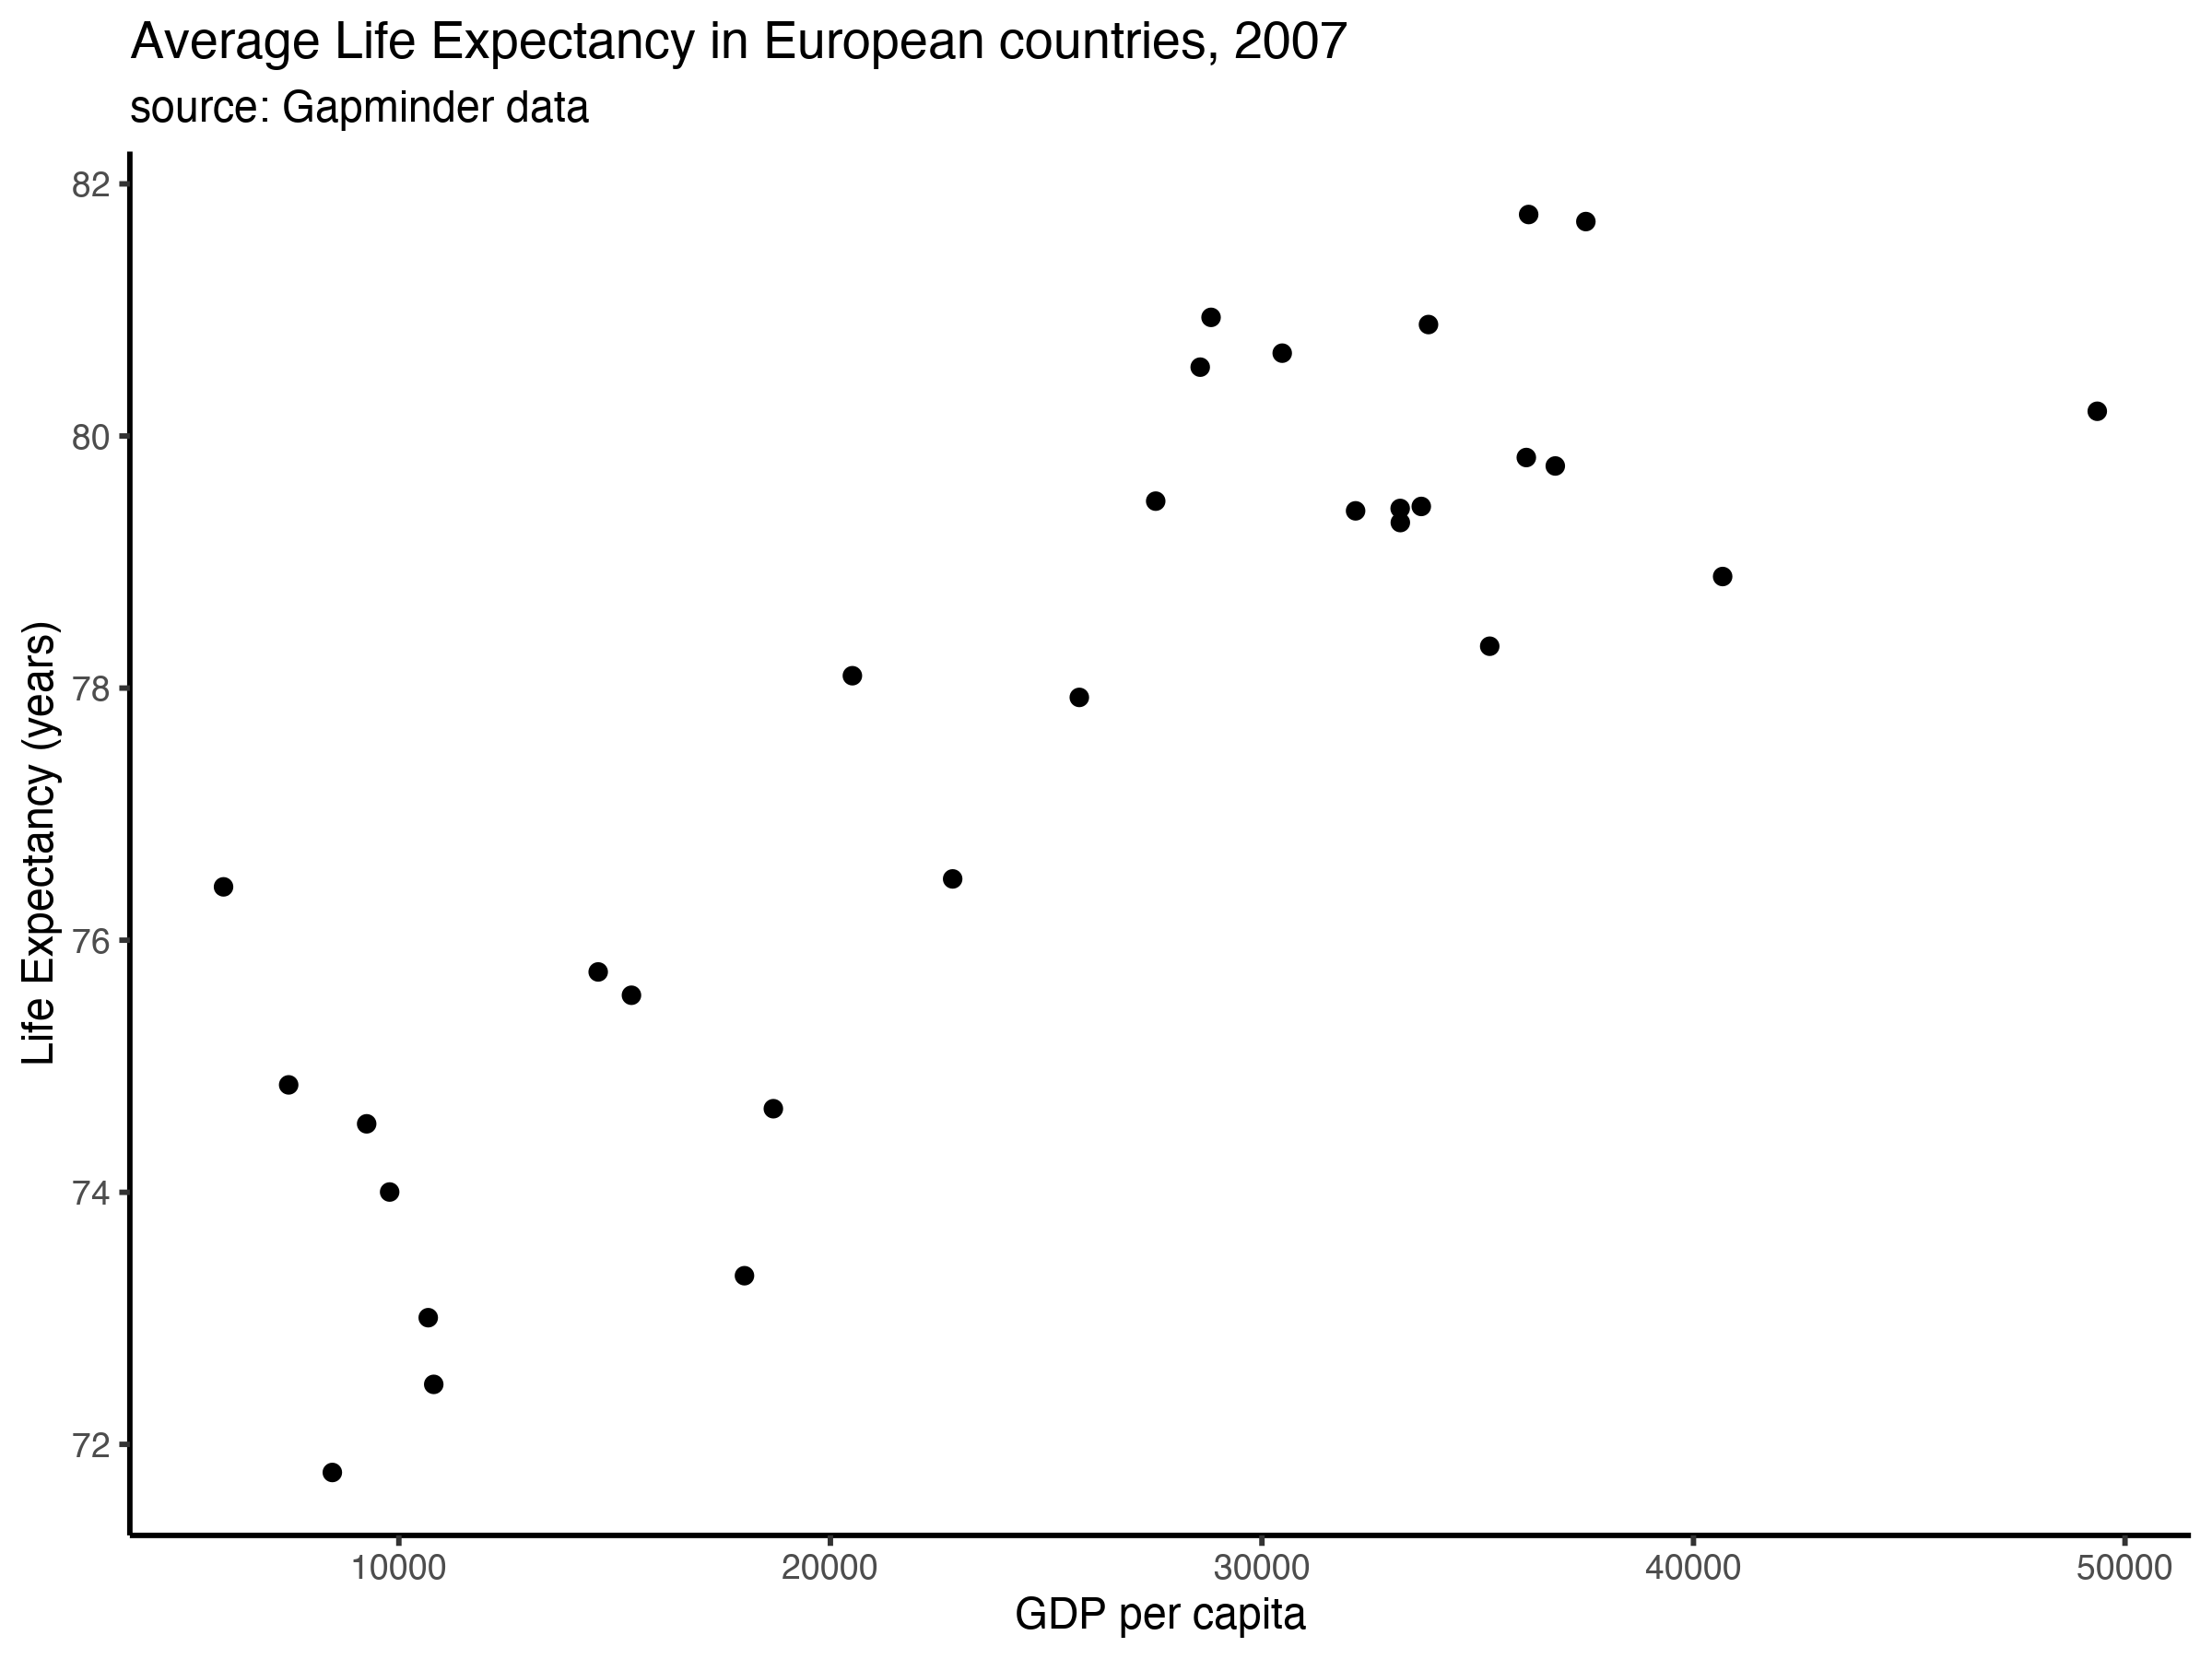 Average Life Expectancy in European countries, 2007
source: Gapminder data
Life Expectancy (years)
82
80
78
76
74
72
10000 20000 30000 40000 50000
GDP per capita